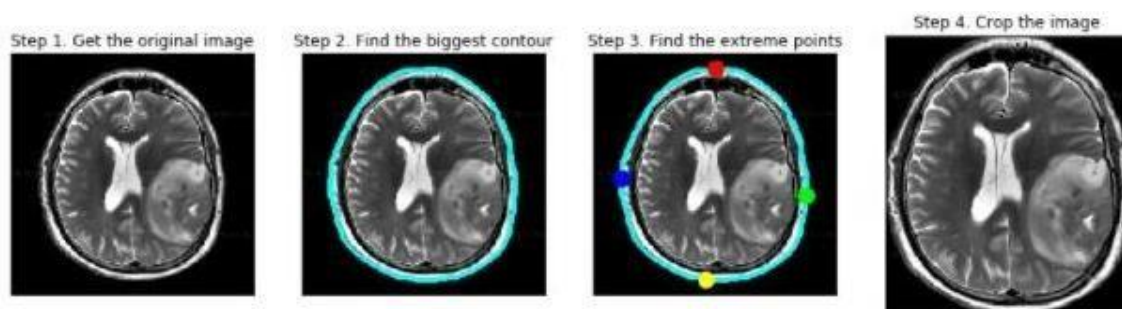 Step 1. Get the original image
Step 2. Find the biggest contour
Step 3. Find the extreme points
Step 4. Crop the image